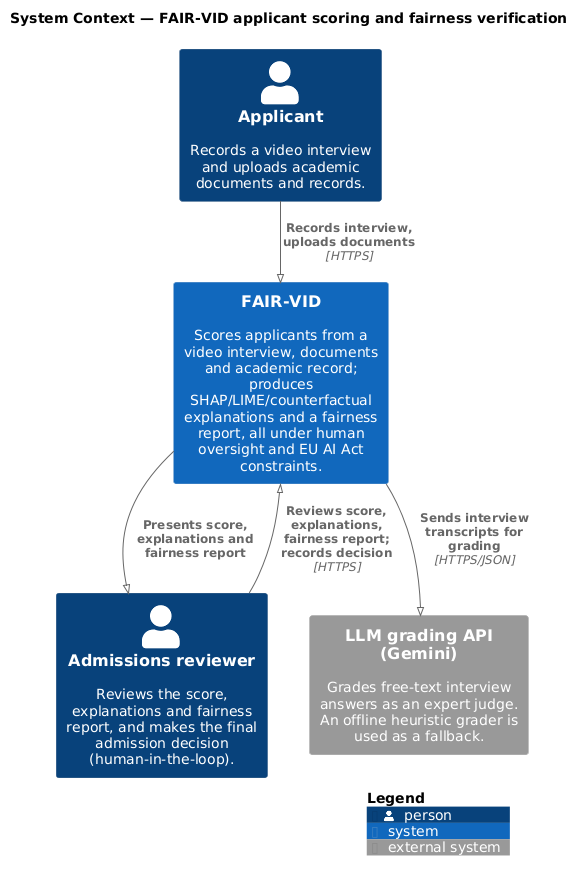 System Context — FAIR-VID applicant scoring and fairness verification
Applicant
Records a video interview
and uploads academic
documents and records.
Records interview,
uploads documents
[HTTPS]
FAIR-VID
Scores applicants from a
video interview, documents
and academic record;
produces
SHAP/LIME/counterfactual
explanations and a fairness
report, all under human
oversight and EU AI Act
constraints.
Presents score,
explanations and
fairness report
Reviews score,
explanations,
fairness report;
records decision
[HTTPS]
Sends interview
transcripts for
grading
[HTTPS/JSON]
Admissions reviewer
Reviews the score,
explanations and fairness
report, and makes the final
admission decision
(human-in-the-loop).
LLM grading API
(Gemini)
Grades free-text interview
answers as an expert judge.
An offline heuristic grader is
used as a fallback.
Legend
person
system
external system